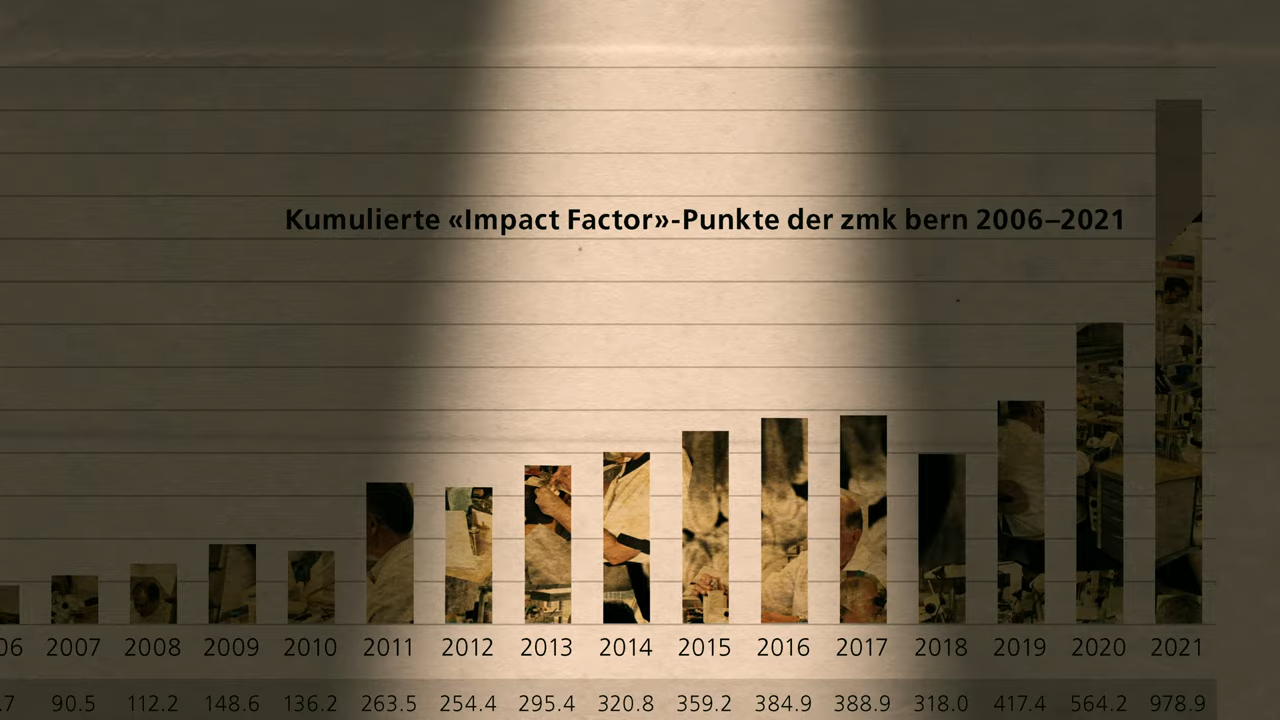 Kumulierte «Impact Factor»-Punkte der zmk bern 2006–2021
06 2007 2008 2009 2010 2011 2012 2013 2014 2015 2016 2017 2018 2019 2020 2021
.7 90.5 112.2 148.6 136.2 263.5 254.4 295.4 320.8 359.2 384.9 388.9 318.0 417.4 564.2 978.9